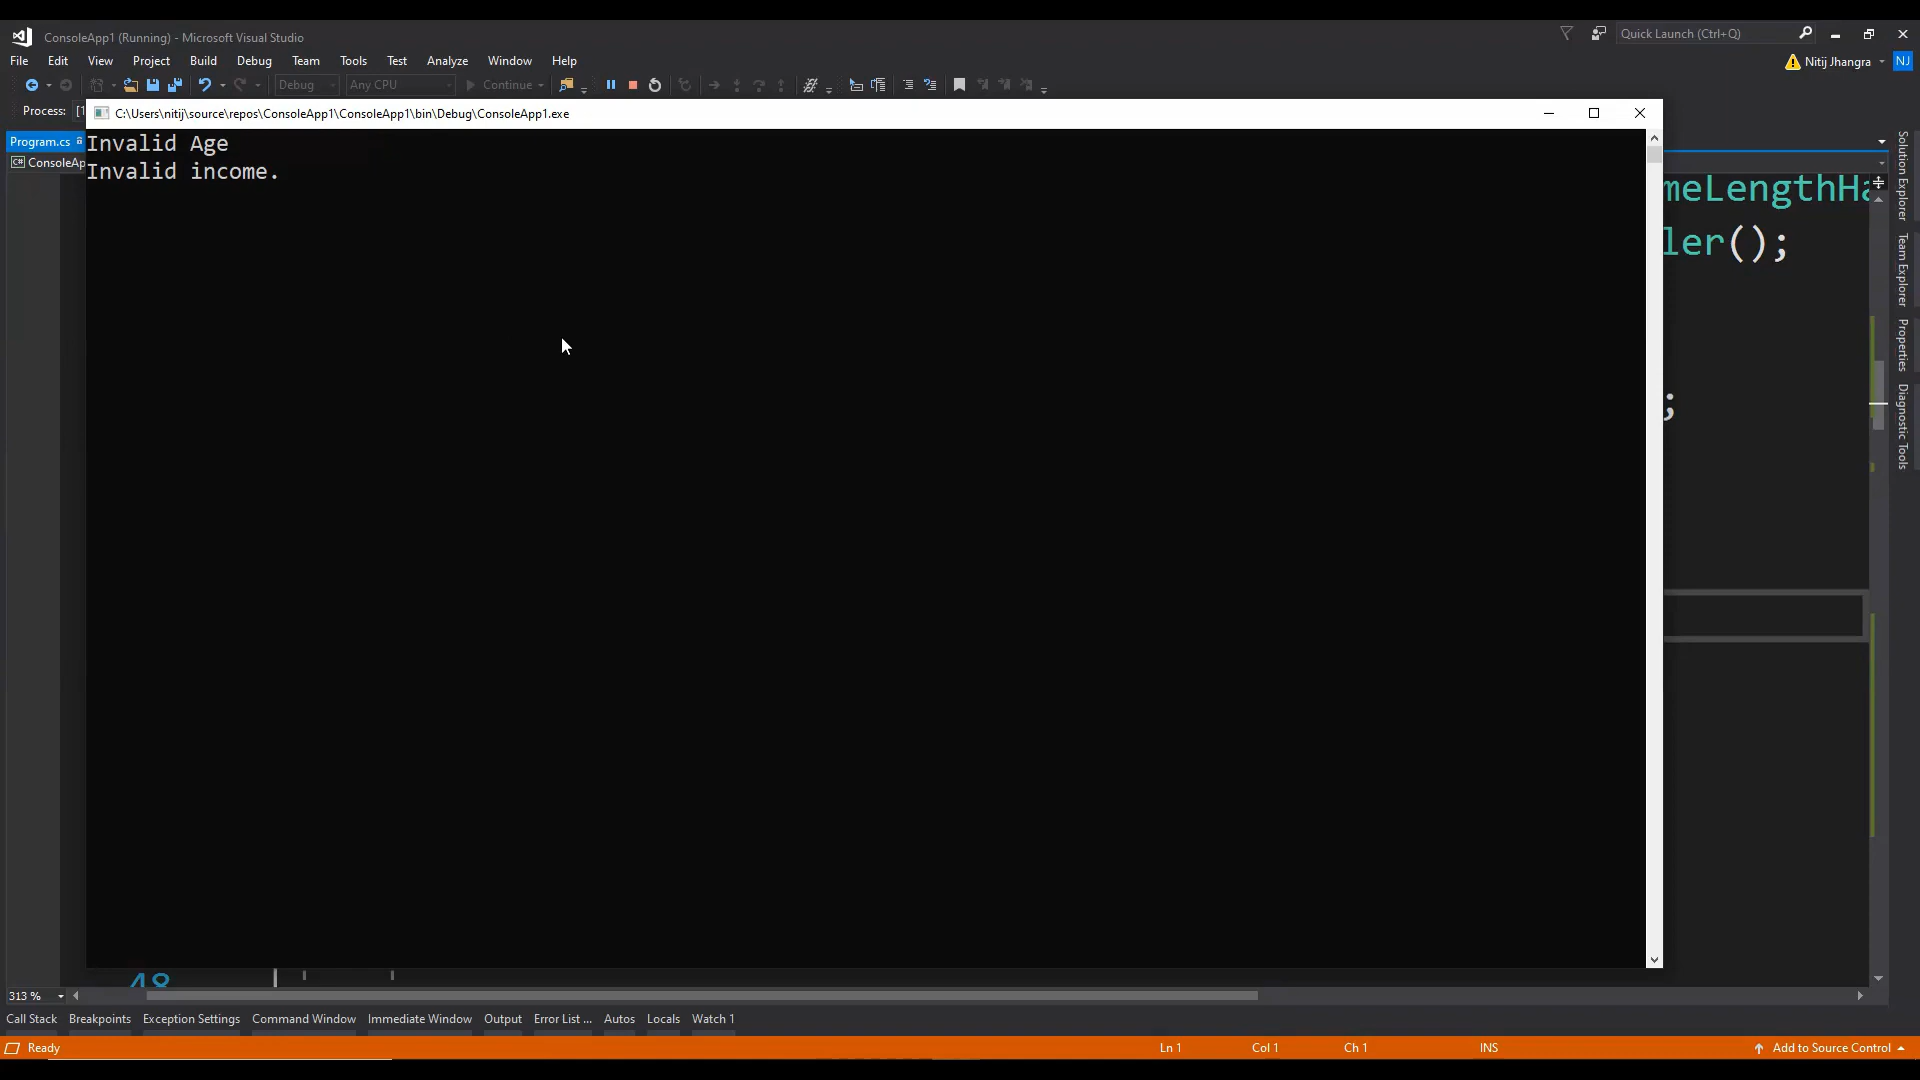 ConsoleApp1 (Running) - Microsoft Visual Studio
Quick Launch (Ctrl+Q)
File Edit View Project Build Debug Team Tools Test Analyze Window Help
Nitij Jhangra
NJ
Debug Any CPU Continue
Process:
C:\Users\nitij\source\repos\ConsoleApp1\ConsoleApp1\bin\Debug\ConsoleApp1.exe
Program.cs
Invalid Age
ConsoleAp
Invalid income.
meLengthHa
ler();
;
Solution Explorer
Team Explorer
Properties
Diagnostic Tools
48
313 %
Call Stack Breakpoints Exception Settings Command Window Immediate Window Output Error List ... Autos Locals Watch 1
Ready Ln 1 Col 1 Ch 1 INS Add to Source Control